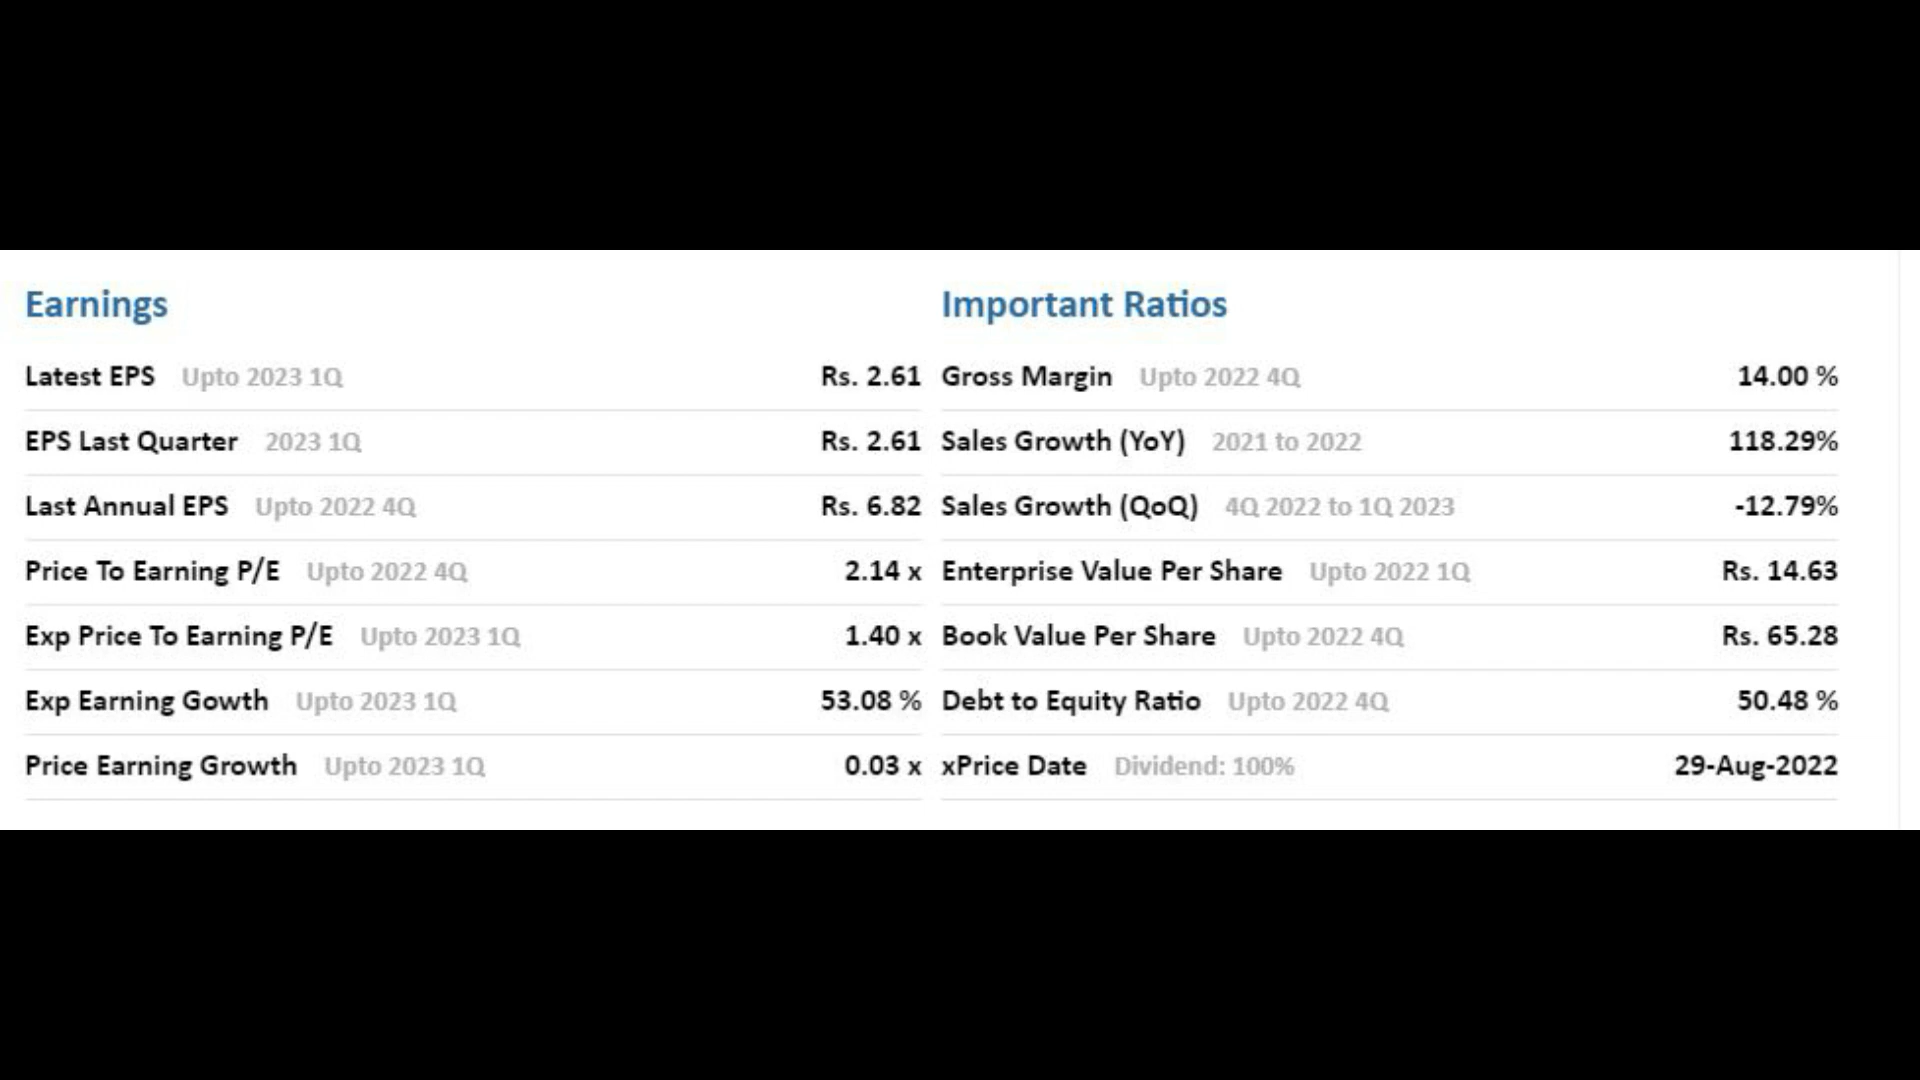 Earnings
Latest EPS Upto 2023 1Q Rs. 2.61
EPS Last Quarter 2023 1Q Rs. 2.61
Last Annual EPS Upto 2022 4Q Rs. 6.82
Price To Earning P/E Upto 2022 4Q 2.14 x
Exp Price To Earning P/E Upto 2023 1Q 1.40 x
Exp Earning Gowth Upto 2023 1Q 53.08 %
Price Earning Growth Upto 2023 1Q 0.03 x
Important Ratios
Gross Margin Upto 2022 4Q 14.00 %
Sales Growth (YoY) 2021 to 2022 118.29%
Sales Growth (QoQ) 4Q 2022 to 1Q 2023 -12.79%
Enterprise Value Per Share Upto 2022 1Q Rs. 14.63
Book Value Per Share Upto 2022 4Q Rs. 65.28
Debt to Equity Ratio Upto 2022 4Q 50.48 %
xPrice Date Dividend: 100% 29-Aug-2022